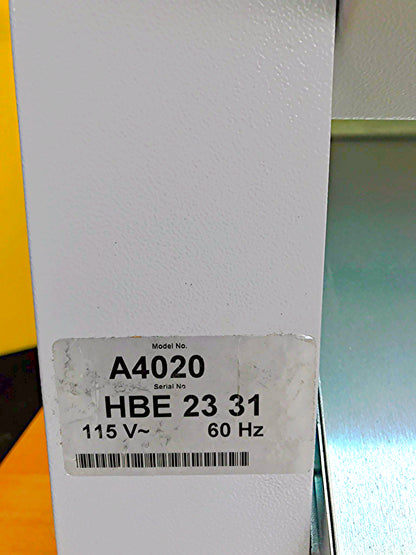 Model No.
A4020
Serial No
HBE 23 31
115 V~ 60 Hz